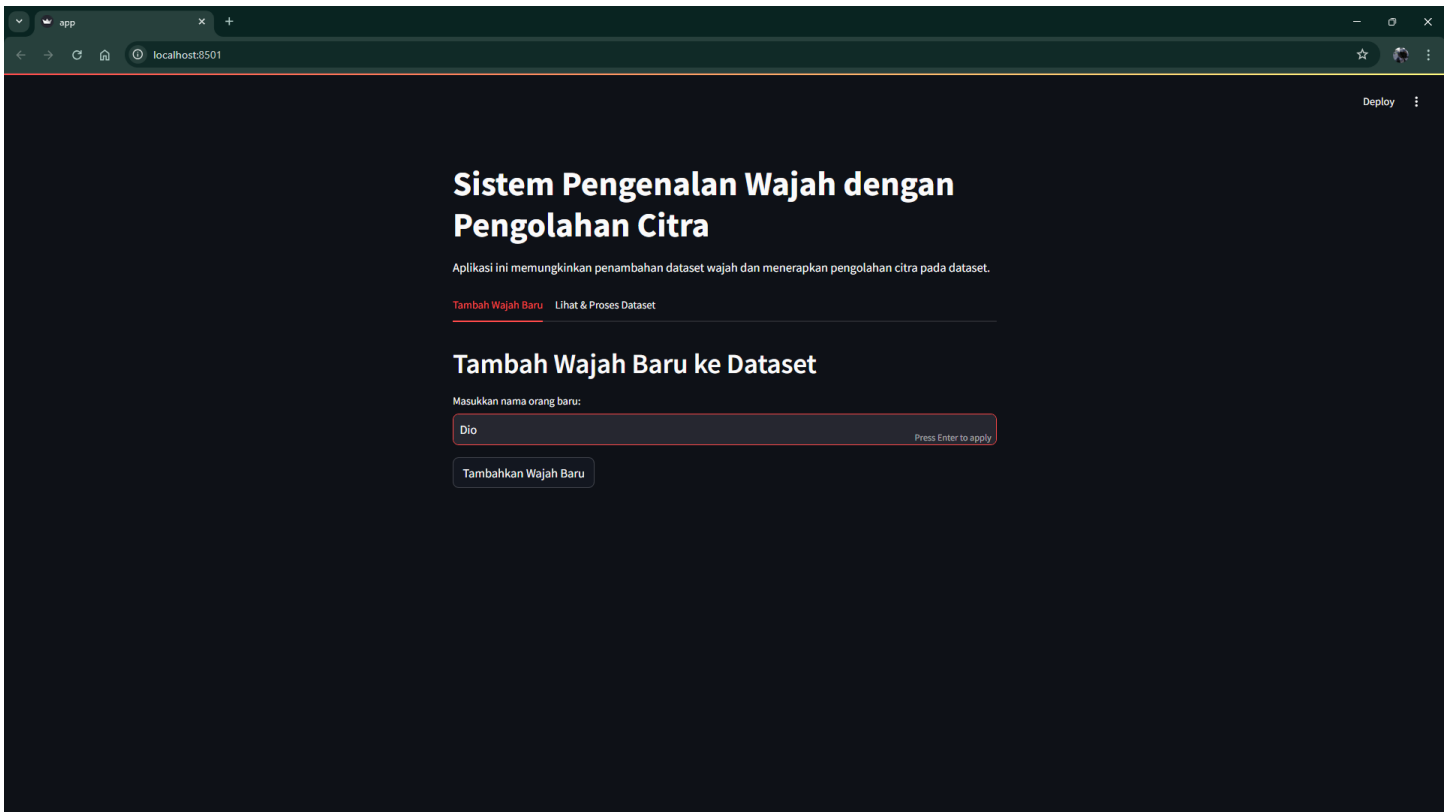 app
localhost:8501
Deploy
Sistem Pengenalan Wajah dengan
Pengolahan Citra
Aplikasi ini memungkinkan penambahan dataset wajah dan menerapkan pengolahan citra pada dataset.
Tambah Wajah Baru Lihat & Proses Dataset
Tambah Wajah Baru ke Dataset
Masukkan nama orang baru:
Dio
Press Enter to apply
Tambahkan Wajah Baru